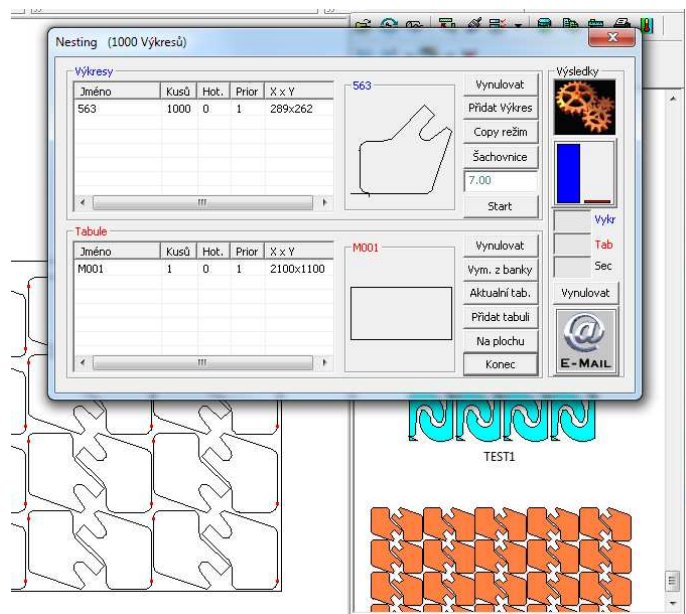 Nesting (1000 Výkresů)
Výkresy
Jméno Kusů Hot. Prior X x Y
563 1000 0 1 289x262
563
Vynulovat
Přidat Výkres
Copy režim
Šachovnice
7.00
Start
Tabule
Jméno Kusů Hot. Prior X x Y
M001 1 0 1 2100x1100
M001
Vynulovat
Vym. z banky
Aktualní tab.
Přidat tabuli
Na plochu
Konec
Výsledky
Vykr
Tab
Sec
Vynulovat
@
E-MAIL
TEST1